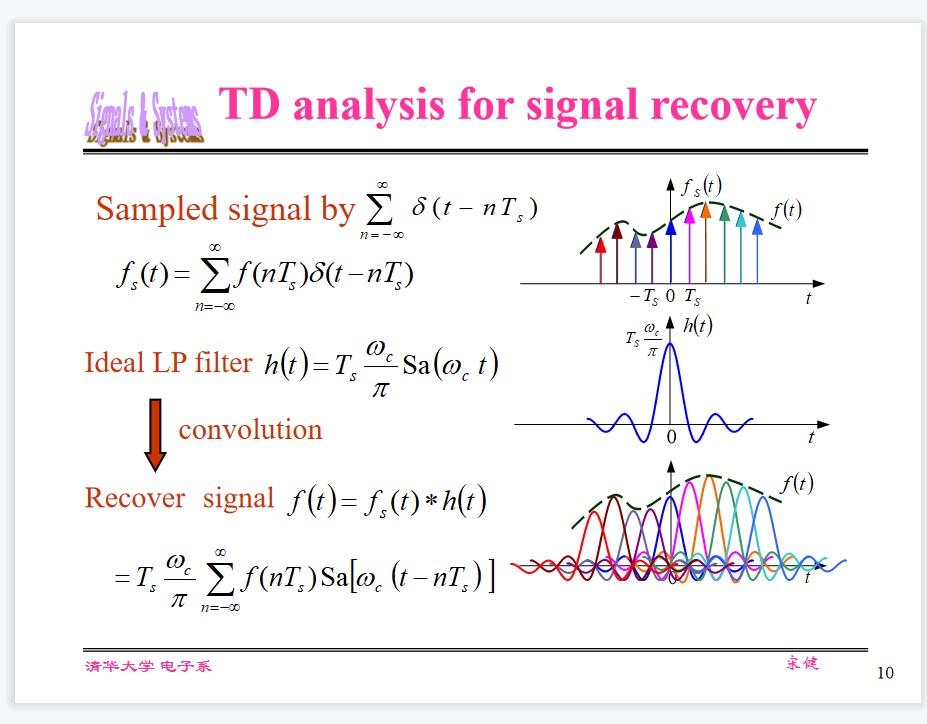 Signals & Systems
TD analysis for signal recovery
Sampled signal by \sum_{n=-\infty}^{\infty} \delta(t - nT_s)
f_s(t) = \sum_{n=-\infty}^{\infty} f(nT_s)\delta(t - nT_s)
f_s(t)
f(t)
-T_S 0 T_S t
Ideal LP filter h(t) = T_s \frac{\omega_c}{\pi} Sa(\omega_c t)
T_S \frac{\omega_c}{\pi} h(t)
0 t
convolution
Recover signal f(t) = f_s(t) * h(t)
= T_s \frac{\omega_c}{\pi} \sum_{n=-\infty}^{\infty} f(nT_s) Sa[\omega_c (t - nT_s)]
f(t)
0 t
清华大学 电子系
宋健
10